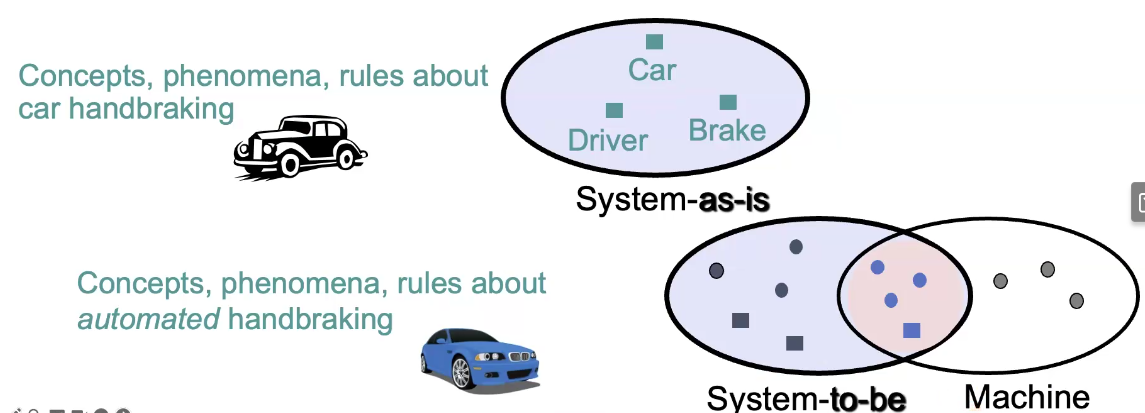 Concepts, phenomena, rules about
car handbraking
Car
Driver
Brake
System-as-is
Concepts, phenomena, rules about
automated handbraking
System-to-be
Machine